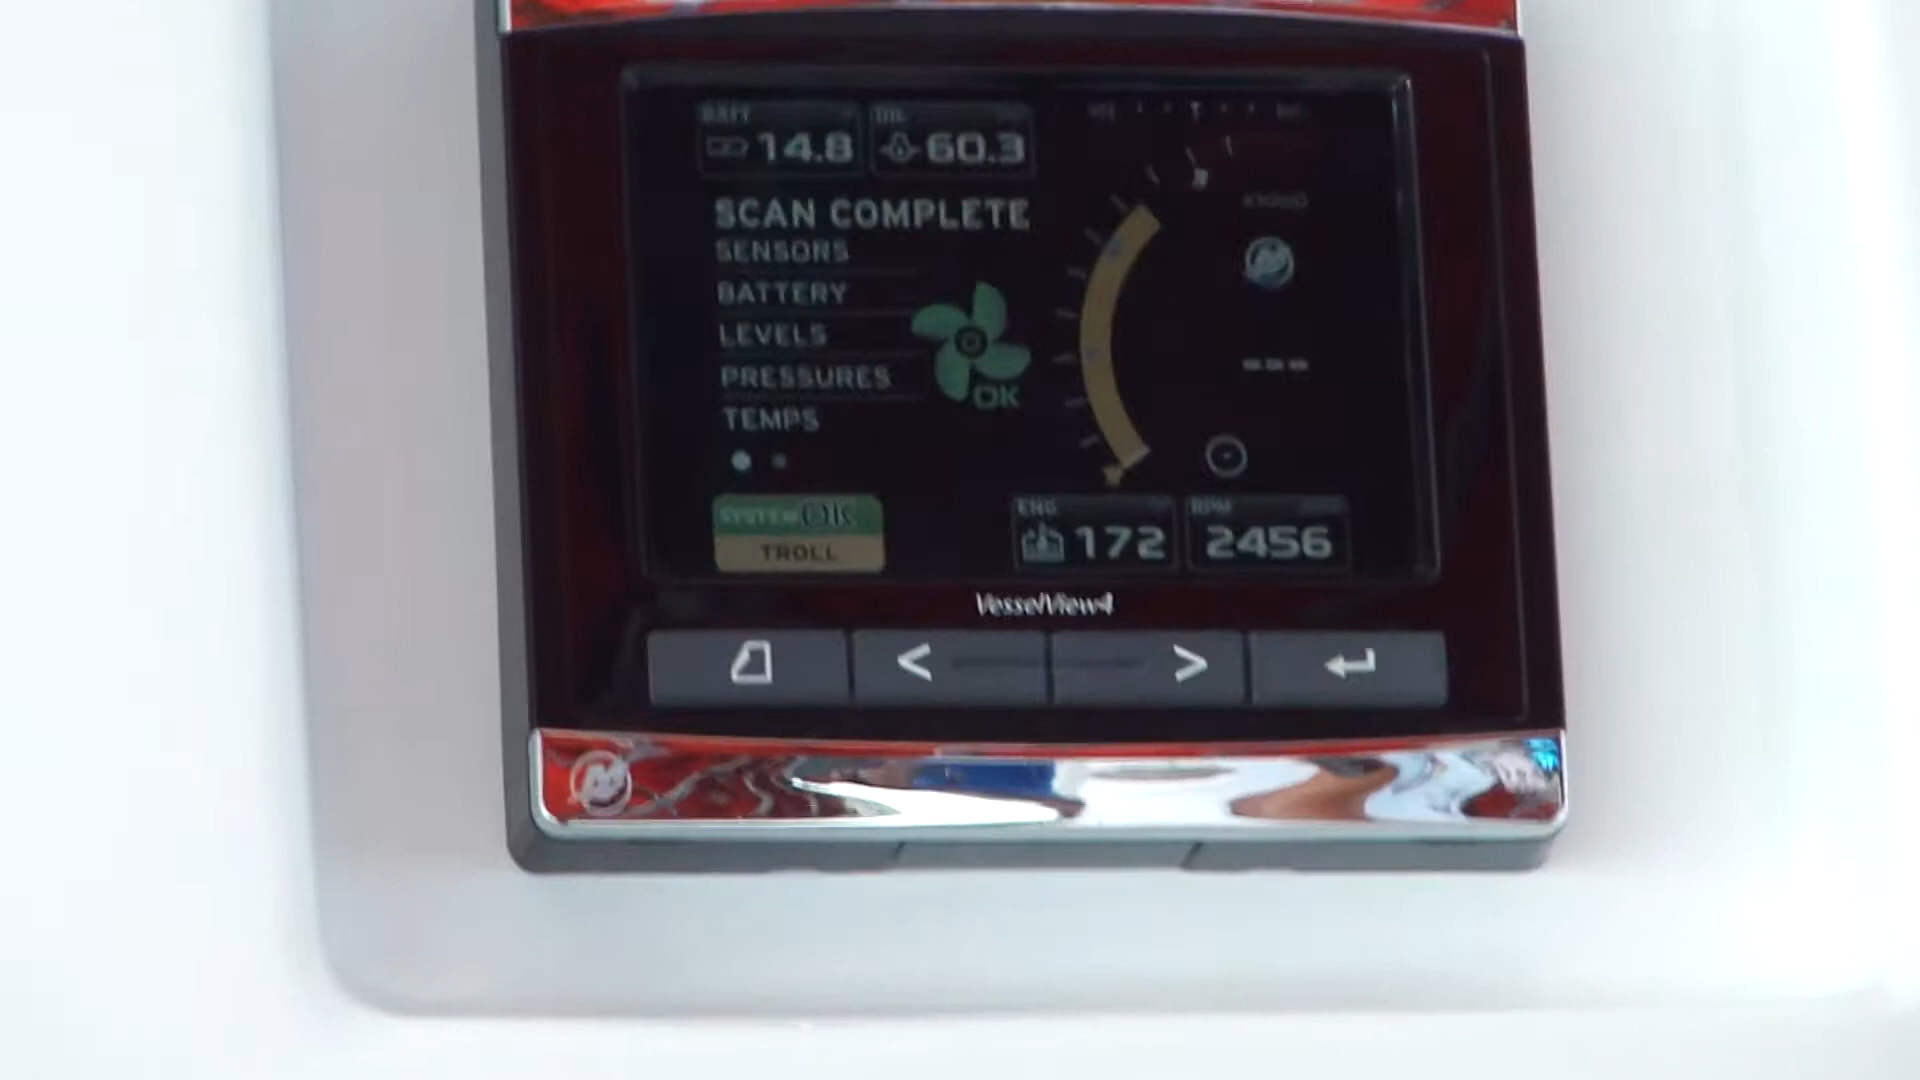 BATT
14.8
OIL
60.3
SCAN COMPLETE
SENSORS
BATTERY
LEVELS
PRESSURES
TEMPS
OK
---
SYSTEM OK
TROLL
ENG
172
RPM
2456
VesselView4
< >